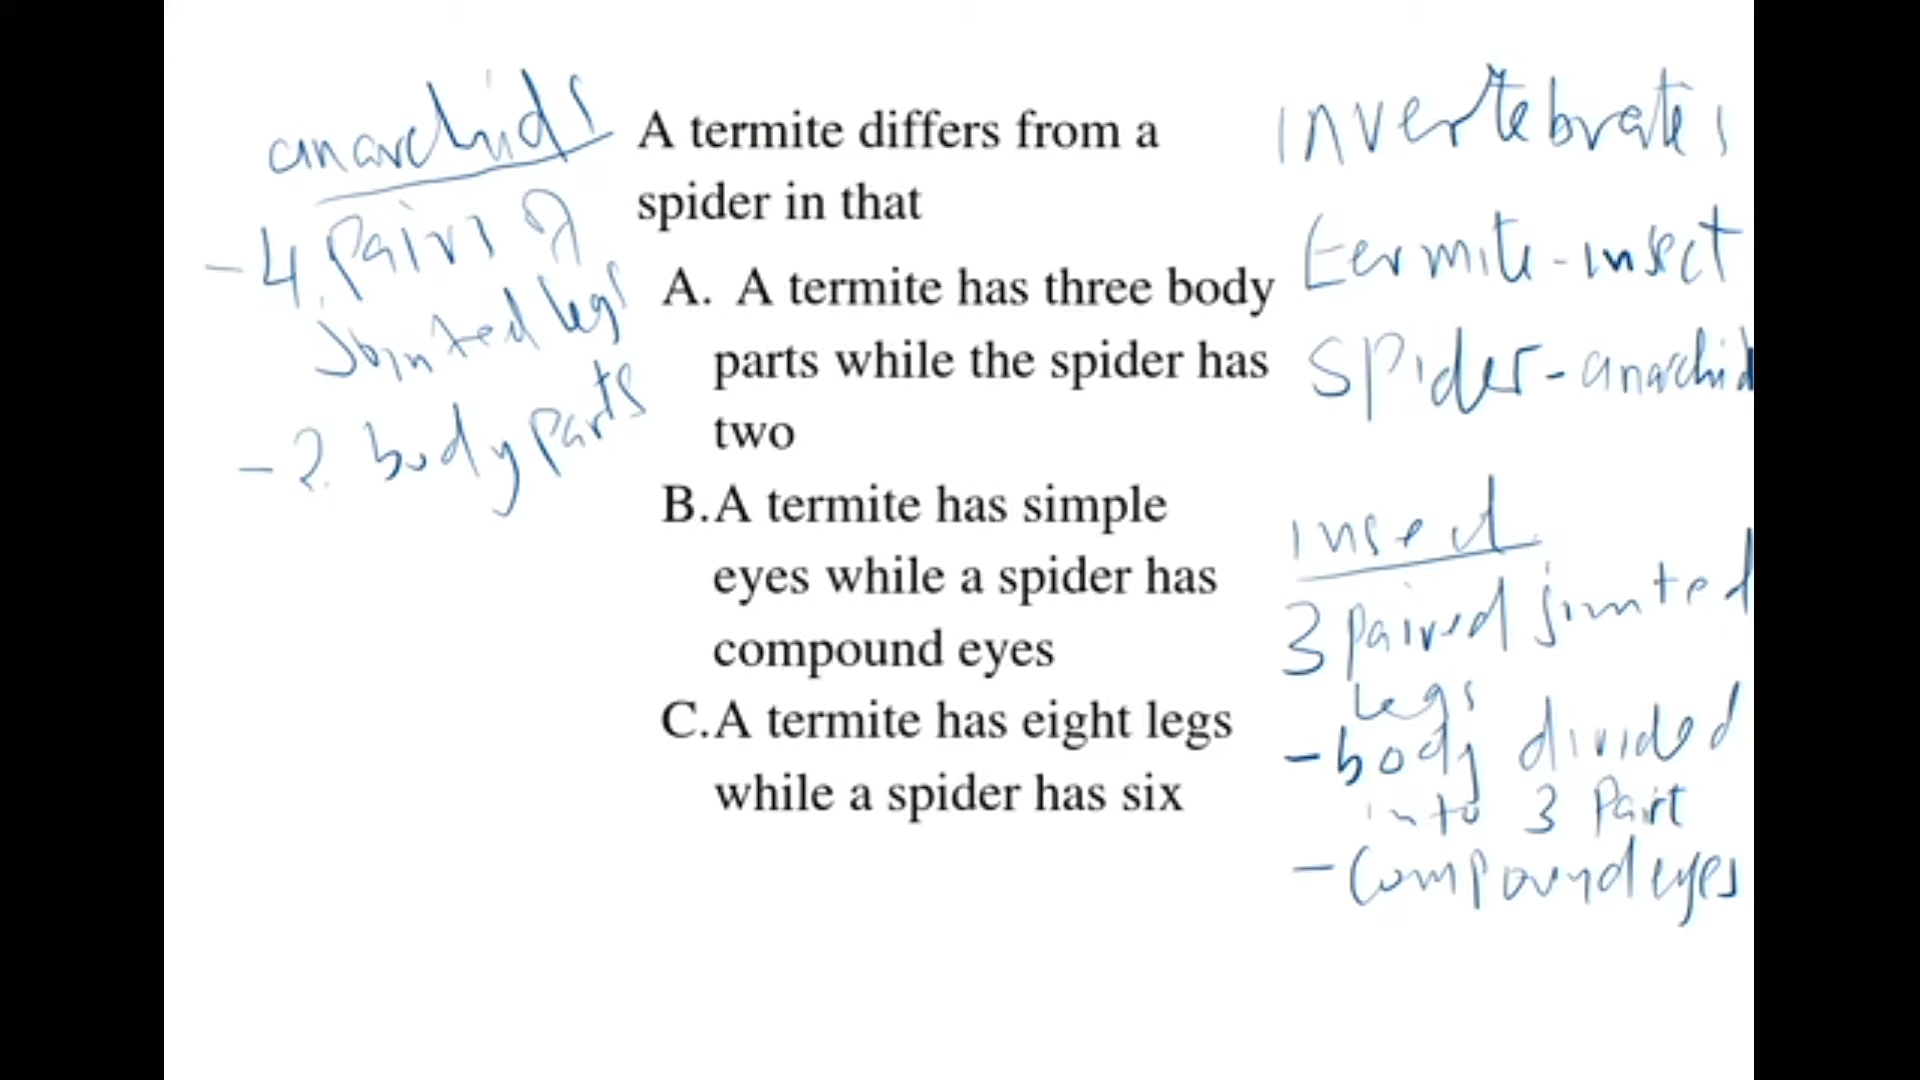 anarchids
- 4 pairs of
jointed legs
- 2 body parts
A termite differs from a
spider in that
A. A termite has three body
parts while the spider has
two
B.A termite has simple
eyes while a spider has
compound eyes
C.A termite has eight legs
while a spider has six
invertebrates
termite-insect
spider-anarchid
insect
3 paired jointed
legs
- body divided
into 3 part
- compound eyes